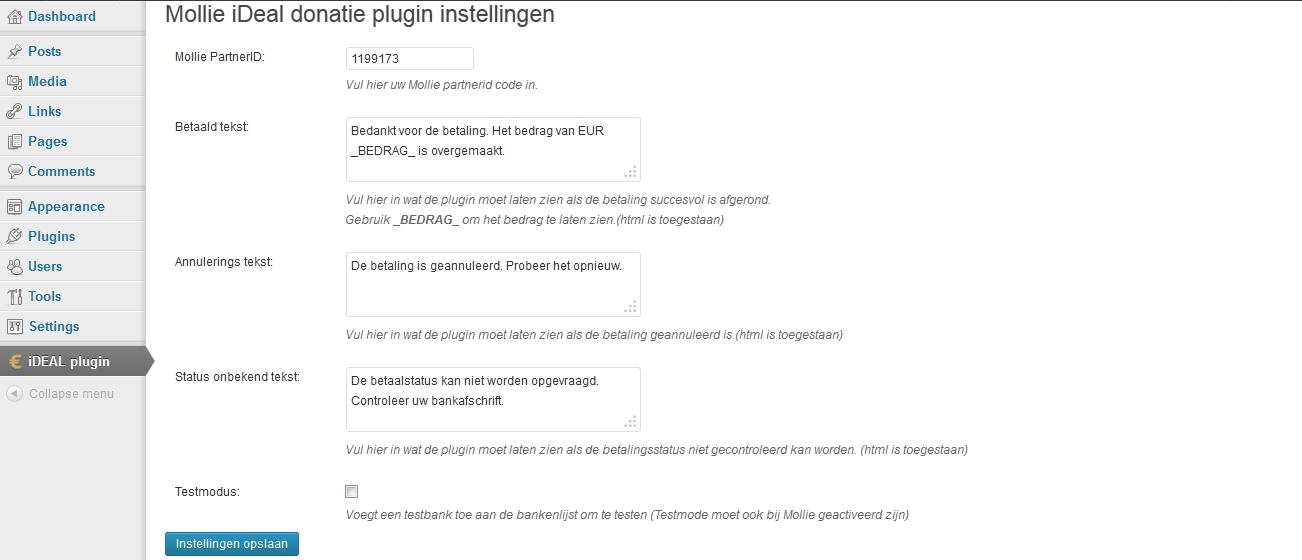 Dashboard
Posts
Media
Links
Pages
Comments
Appearance
Plugins
Users
Tools
Settings
€ iDEAL plugin
Collapse menu
Mollie iDeal donatie plugin instellingen
Mollie PartnerID:
1199173
Vul hier uw Mollie partnerid code in.
Betaald tekst:
Bedankt voor de betaling. Het bedrag van EUR
_BEDRAG_ is overgemaakt.
Vul hier in wat de plugin moet laten zien als de betaling succesvol is afgerond.
Gebruik _BEDRAG_ om het bedrag te laten zien.(html is toegestaan)
Annulerings tekst:
De betaling is geannuleerd. Probeer het opnieuw.
Vul hier in wat de plugin moet laten zien als de betaling geannuleerd is.(html is toegestaan)
Status onbekend tekst:
De betaalstatus kan niet worden opgevraagd.
Controleer uw bankafschrift.
Vul hier in wat de plugin moet laten zien als de betalingsstatus niet gecontroleerd kan worden. (html is toegestaan)
Testmodus:
Voegt een testbank toe aan de bankenlijst om te testen (Testmode moet ook bij Mollie geactiveerd zijn)
Instellingen opslaan